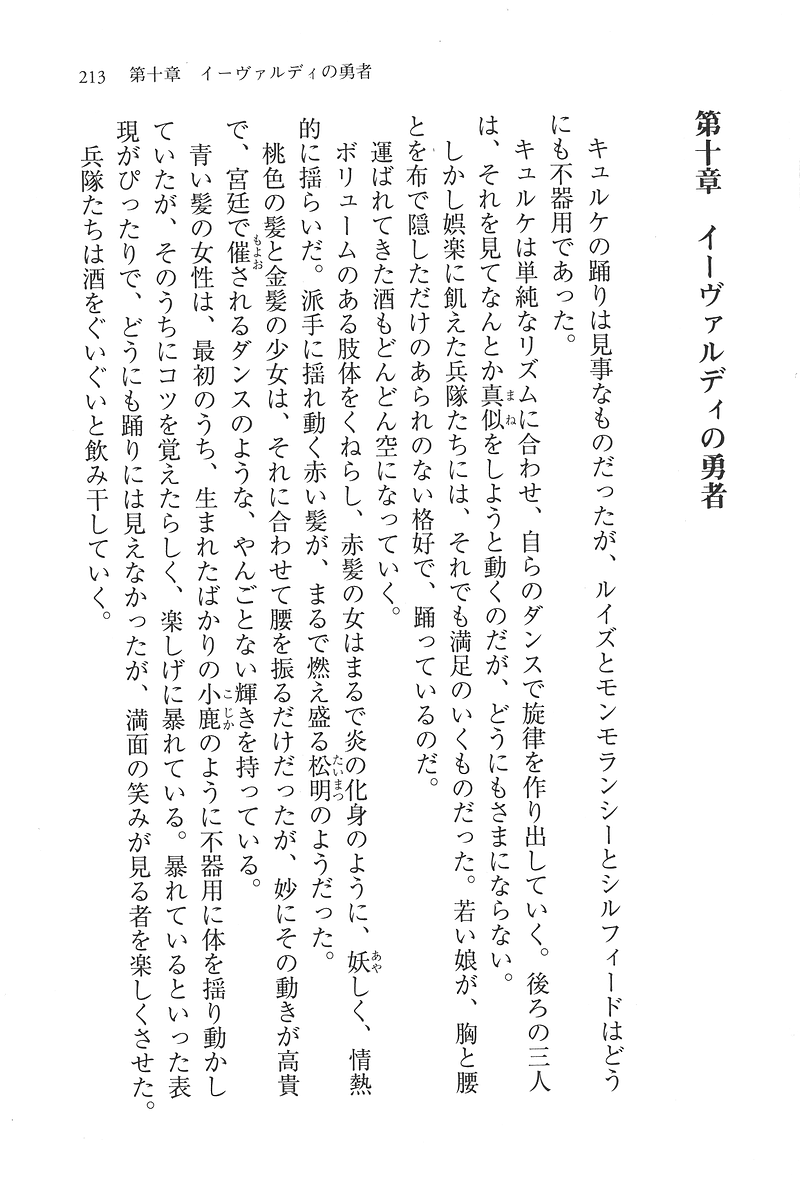 213　第十章　イーヴァルディの勇者
第十章　イーヴァルディの勇者
キュルケの踊りは見事なものだったが、ルイズとモンモランシーとシルフィードはどう
にも不器用であった。
キュルケは単純なリズムに合わせ、自らのダンスで旋律を作り出していく。後ろの三人
は、それを見てなんとか真似をしようと動くのだが、どうにもさまにならない。
しかし娯楽に飢えた兵隊たちには、それでも満足のいくものだった。若い娘が、胸と腰
とを布で隠しただけのあられのない格好で、踊っているのだ。
運ばれてきた酒もどんどん空になっていく。
ボリュームのある肢体をくねらし、赤髪の女はまるで炎の化身のように、妖しく、情熱
的に揺らいだ。派手に揺れ動く赤い髪が、まるで燃え盛る松明のようだった。
桃色の髪と金髪の少女は、それに合わせて腰を振るだけだったが、妙にその動きが高貴
で、宮廷で催されるダンスのような、やんごとない輝きを持っている。
青い髪の女性は、最初のうち、生まれたばかりの小鹿のように不器用に体を揺り動かし
ていたが、そのうちにコツを覚えたらしく、楽しげに暴れている。暴れているといった表
現がぴったりで、どうにも踊りには見えなかったが、満面の笑みが見る者を楽しくさせた。
兵隊たちは酒をぐいぐいと飲み干していく。